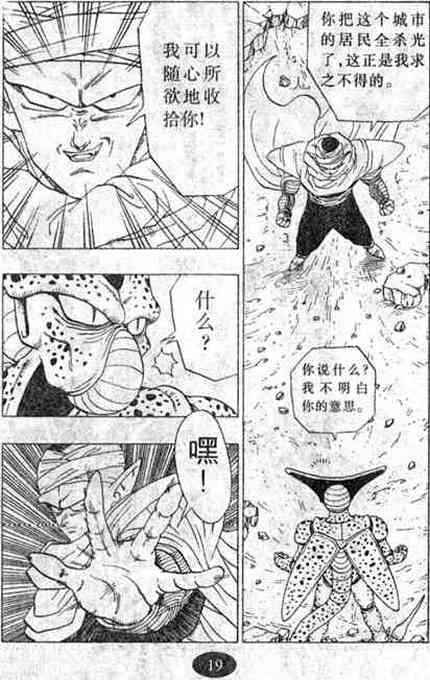 你把这个城市
的居民全杀光
了，这正是我求
之不得的。
你说什么？
我不明白
你的意思。
我可以
随心所
欲地收
拾你！
什么？
嘿！
19